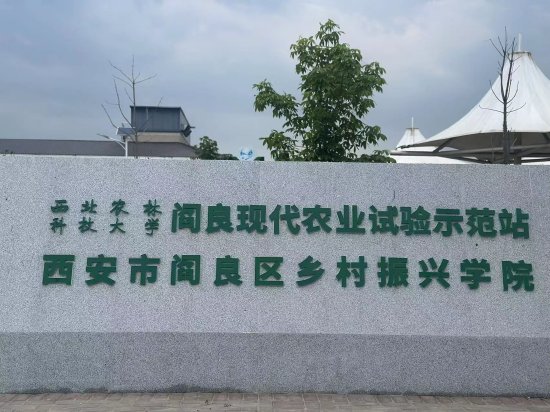 西北农林科技大学 阎良现代农业试验示范站
西安市阎良区乡村振兴学院